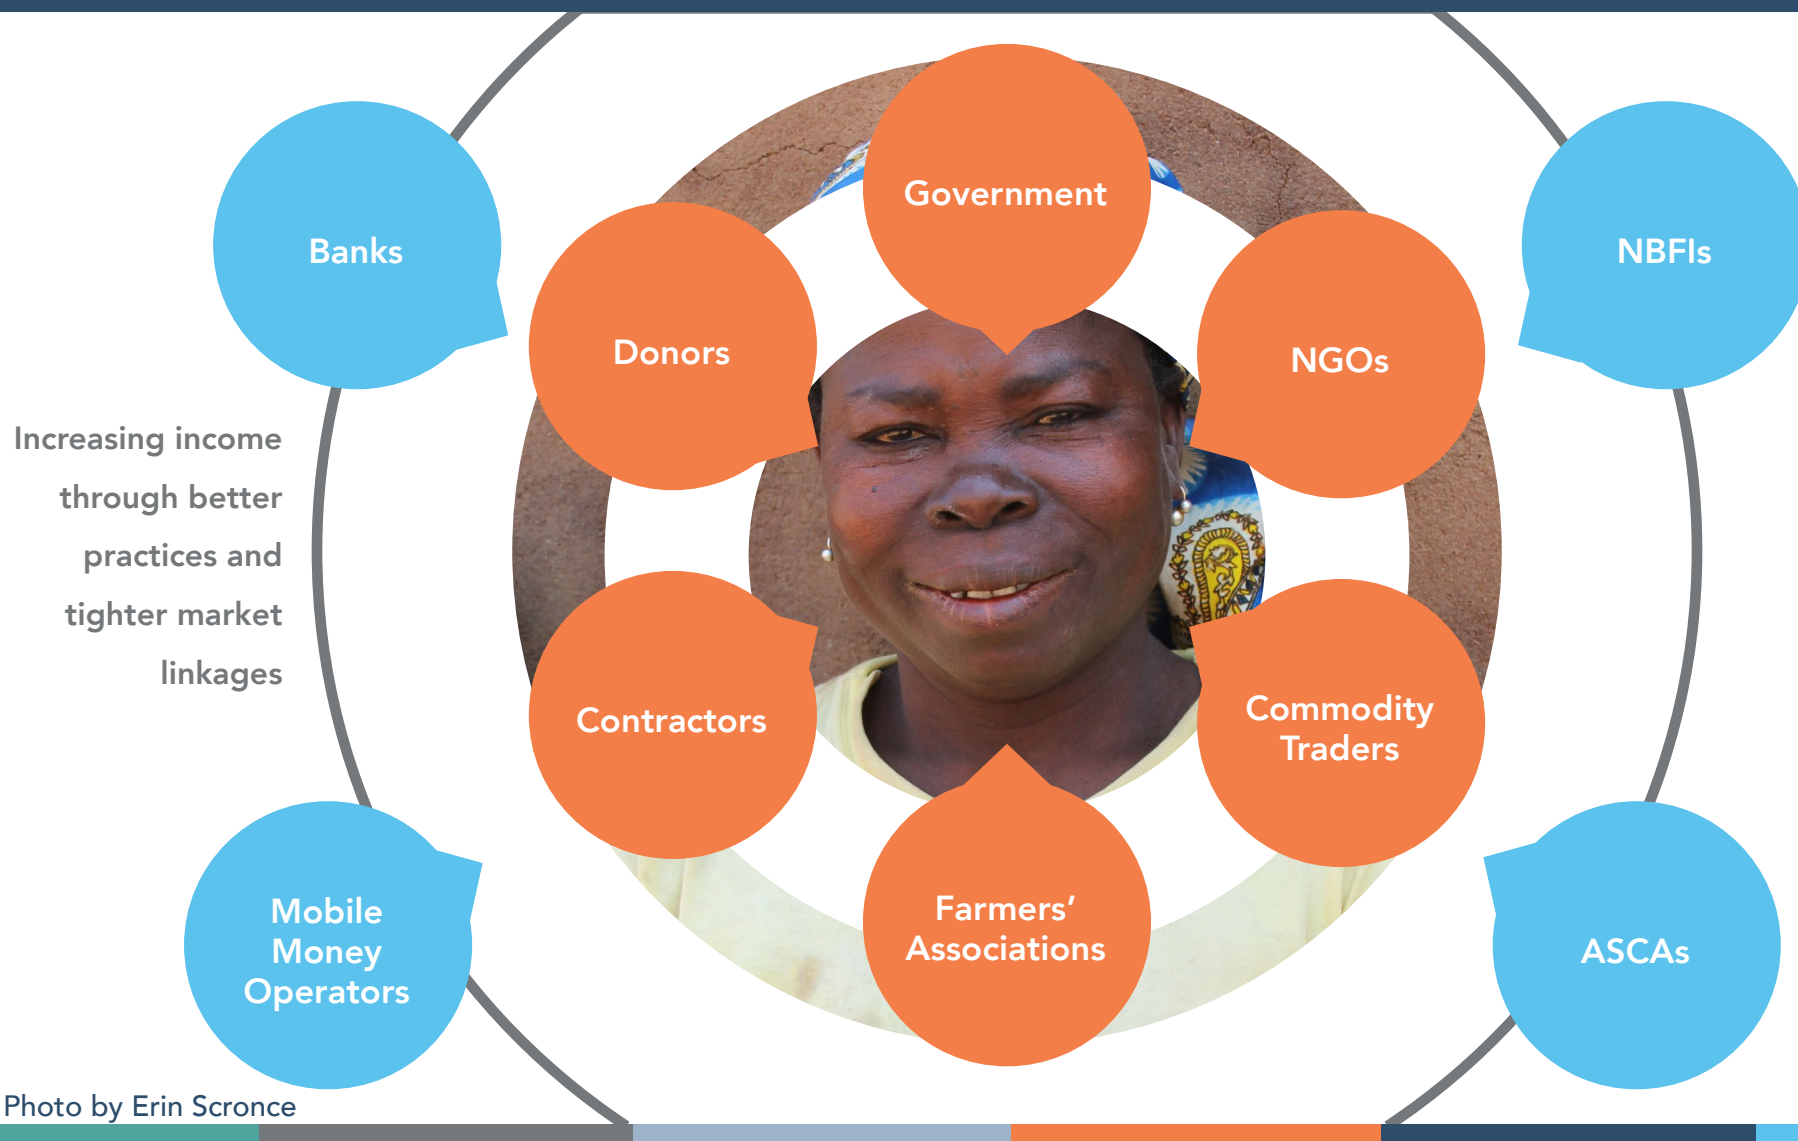 Government
Banks
NBFIs
Donors
NGOs
Increasing income
through better
practices and
tighter market
linkages
Contractors
Commodity
Traders
Mobile
Money
Operators
Farmers’
Associations
ASCAs
Photo by Erin Scronce